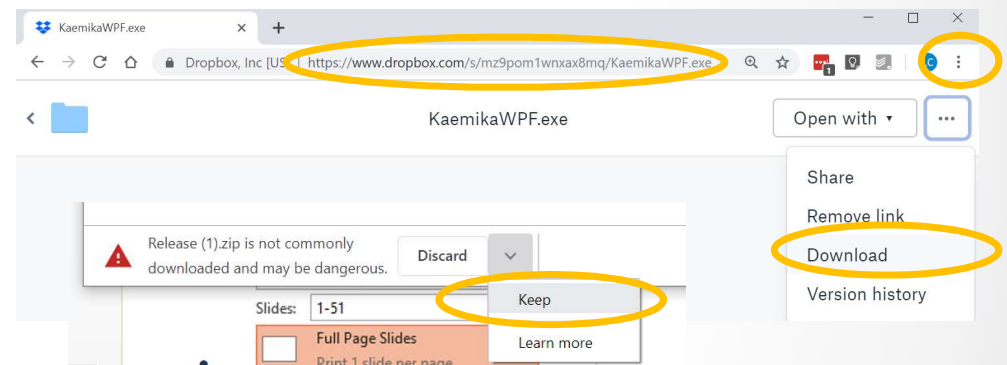 KaemikaWPF.exe
Dropbox, Inc [US] https://www.dropbox.com/s/mz9pom1wnxax8mq/KaemikaWPF.exe
1
C
KaemikaWPF.exe
Open with
Share
Remove link
Download
Version history
Release (1).zip is not commonly
downloaded and may be dangerous.
Discard
Keep
Learn more
Slides: 1-51
Full Page Slides
Print 1 slide per page